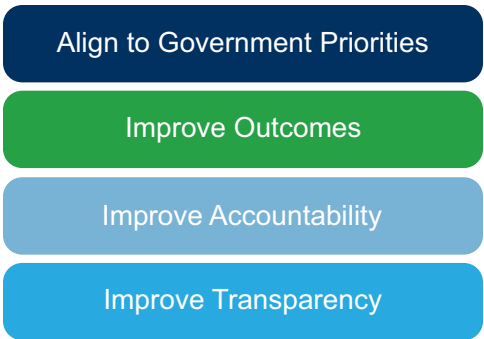 Align to Government Priorities
Improve Outcomes
Improve Accountability
Improve Transparency